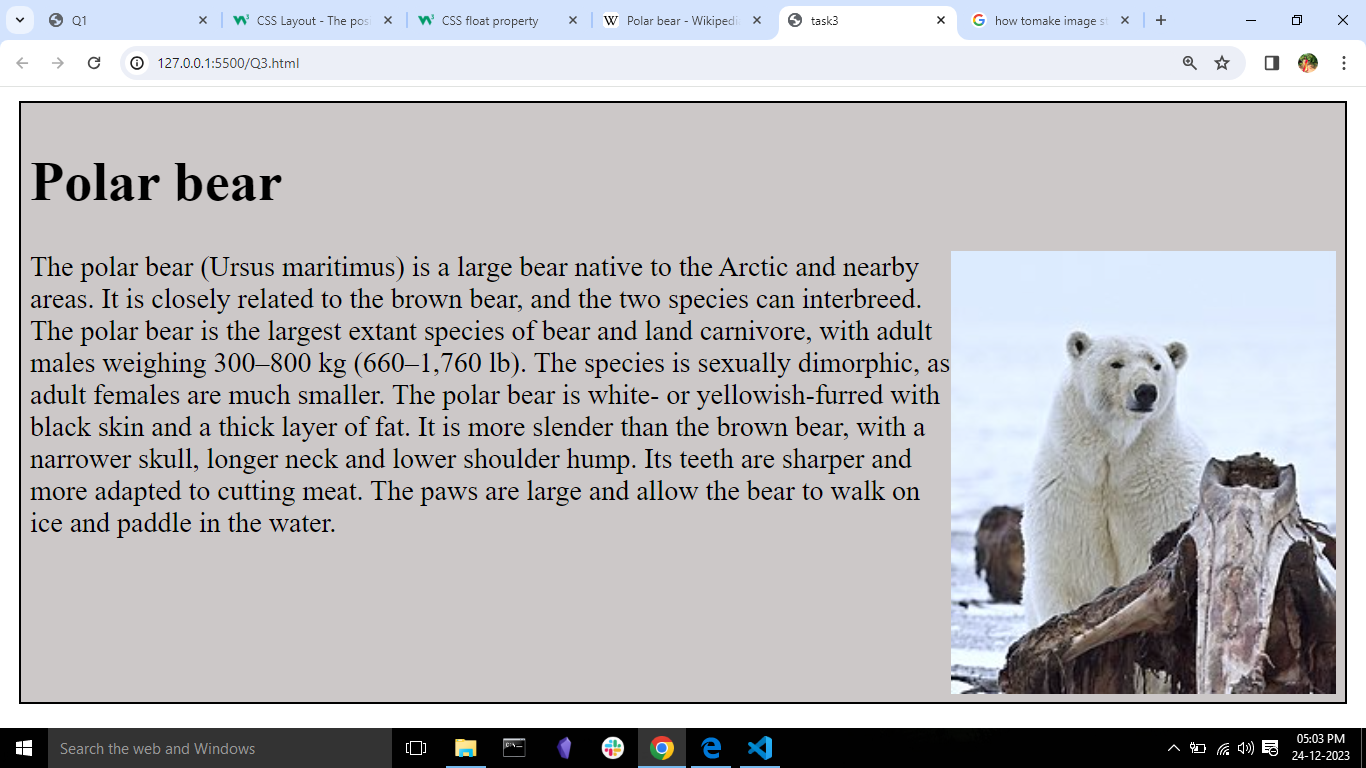 Q1
CSS Layout - The pos
CSS float property
Polar bear - Wikipedi
task3
how tomake image st
127.0.0.1:5500/Q3.html
Polar bear
The polar bear (Ursus maritimus) is a large bear native to the Arctic and nearby
areas. It is closely related to the brown bear, and the two species can interbreed.
The polar bear is the largest extant species of bear and land carnivore, with adult
males weighing 300–800 kg (660–1,760 lb). The species is sexually dimorphic, as
adult females are much smaller. The polar bear is white- or yellowish-furred with
black skin and a thick layer of fat. It is more slender than the brown bear, with a
narrower skull, longer neck and lower shoulder hump. Its teeth are sharper and
more adapted to cutting meat. The paws are large and allow the bear to walk on
ice and paddle in the water.
Search the web and Windows
05:03 PM
24-12-2023